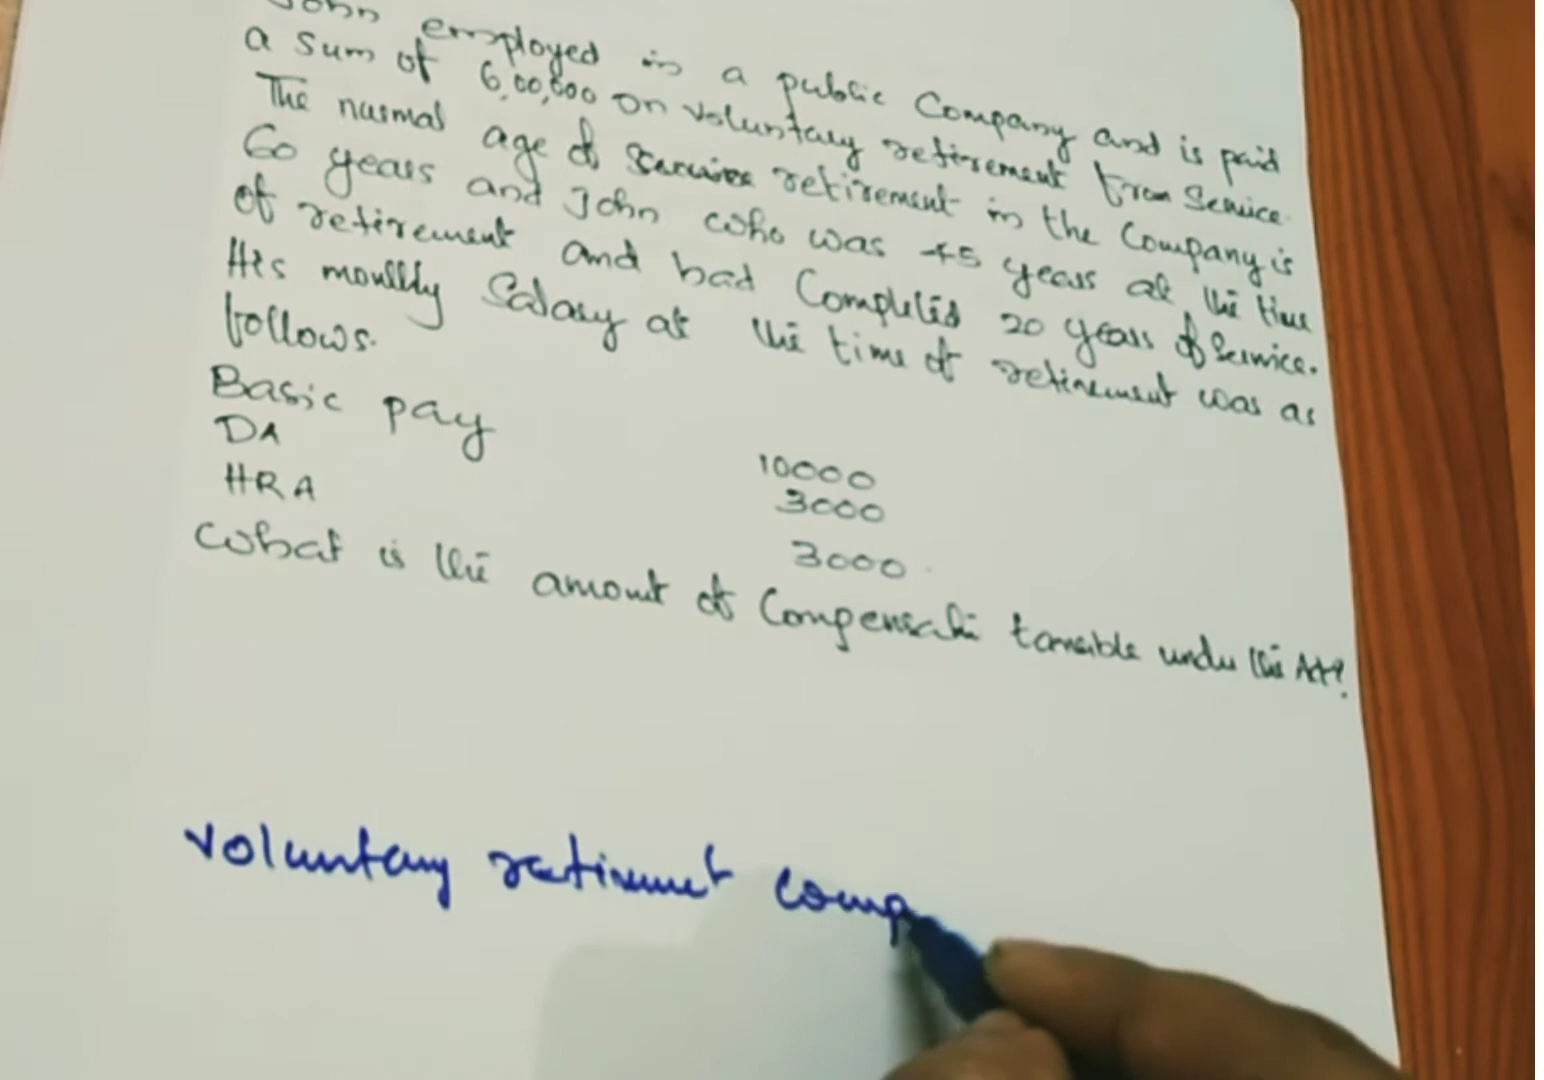 John employed in a public Company and is paid
a sum of 6,00,000 on voluntary retirement from Service.
The normal age of Service retirement in the Company is
60 years and John who was 45 years at the time
of retirement and had Completed 20 years of Service.
His monthly Salary at the time of retirement was as
follows.
Basic pay 10000
DA 3000
HRA 3000
What is the amount of Compensati taxable under the Act?
Voluntary retirement comp